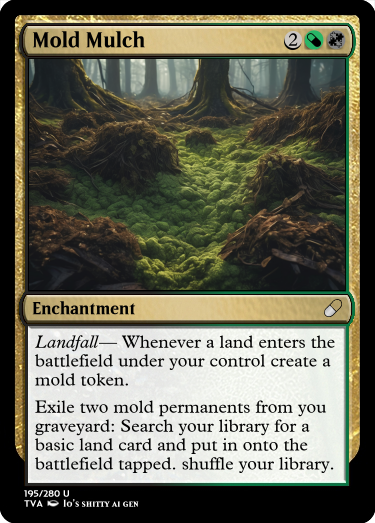 Mold Mulch 2
Enchantment
Landfall— Whenever a land enters the
battlefield under your control create a
mold token.
Exile two mold permanents from you
graveyard: Search your library for a
basic land card and put in onto the
battlefield tapped. shuffle your library.
195/280 U
TVA Io's shitty ai gen